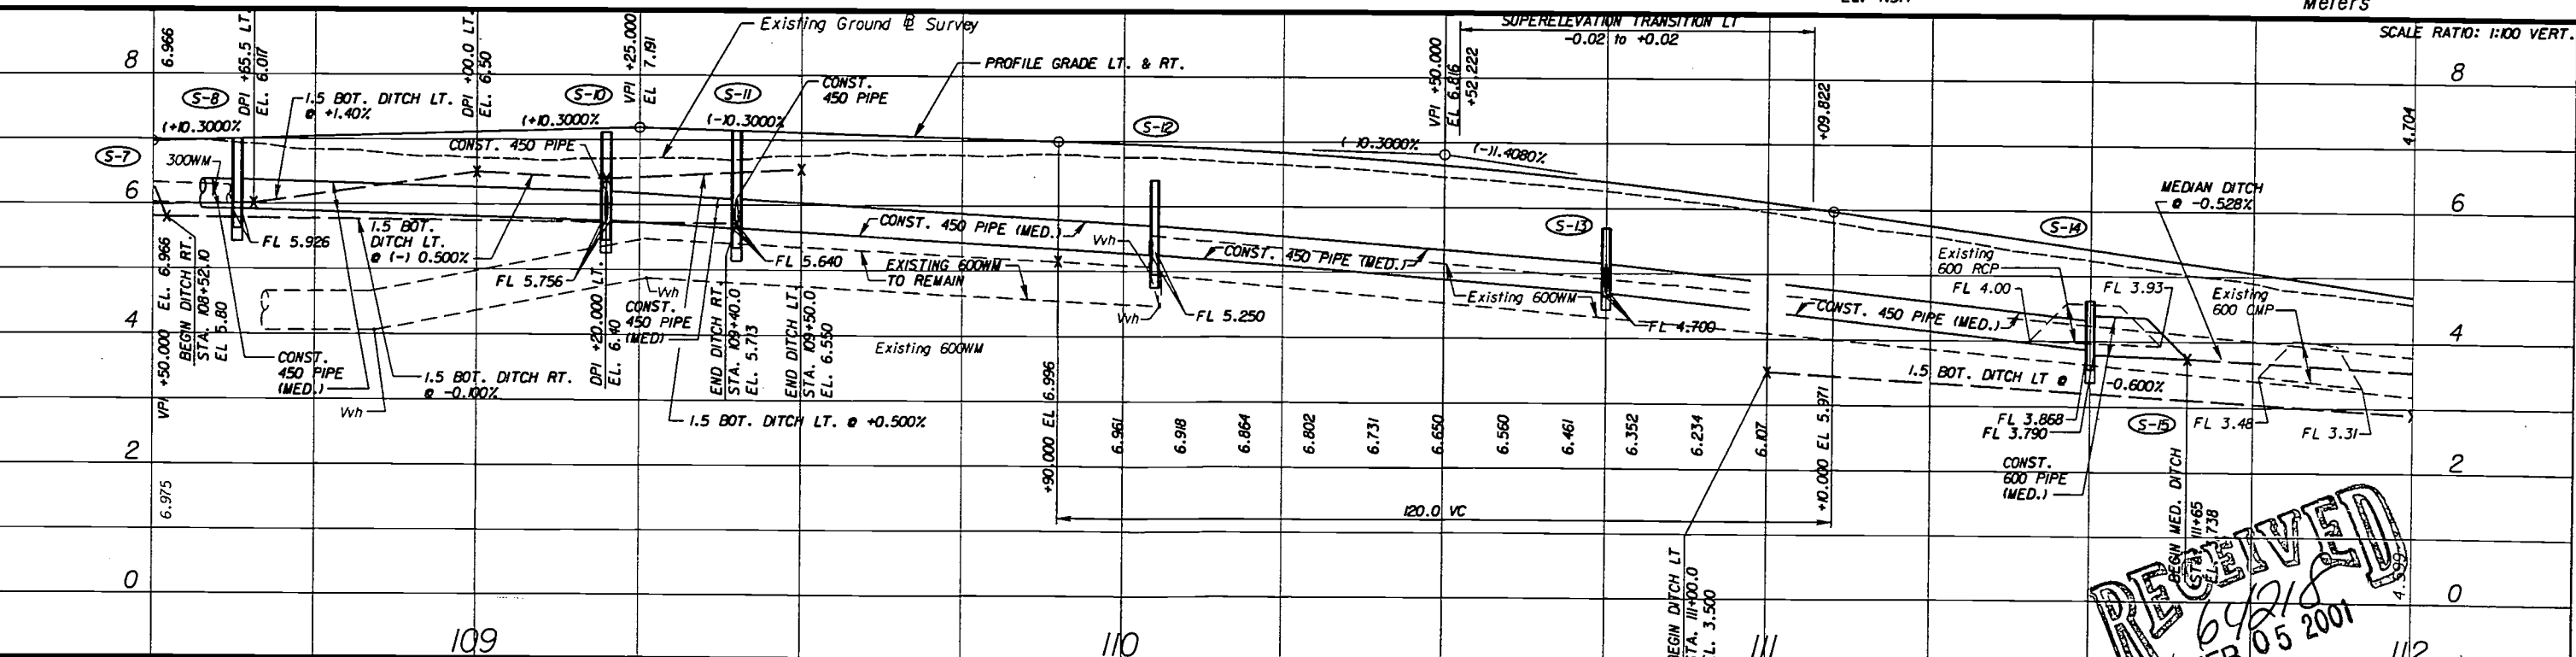 Meters
SCALE RATIO: 1:100 VERT.
SUPERELEVATION TRANSITION LT
-0.02 to +0.02
Existing Ground ₧ Survey
PROFILE GRADE LT. & RT.
8
6
4
2
0
8
6
4
2
0
6.966
S-7
S-8
DPI +65.5 LT.
EL. 6.017
1.5 BOT. DITCH LT.
@ +1.40%
(+)0.3000%
300WM
DPI +00.0 LT.
EL. 6.50
S-10
(+)0.3000%
CONST. 450 PIPE
VPI +25.000
EL 7.191
S-11
(-)0.3000%
CONST.
450 PIPE
S-12
VPI +50.000
EL 6.816
+52.222
(-)0.3000%
(-)1.4080%
+09.822
4.704
MEDIAN DITCH
@ -0.528%
S-13
S-14
FL 5.926
1.5 BOT.
DITCH LT.
@ (-) 0.500%
FL 5.756
FL 5.640
CONST. 450 PIPE (MED.)
EXISTING 600WM
TO REMAIN
Vvh
Vvh
Vvh
CONST.
450 PIPE
(MED)
CONST. 450 PIPE (MED.)
FL 5.250
Existing 600WM
FL 4.700
Existing
600 RCP
FL 4.00
FL 3.93
Existing
600 CMP
CONST. 450 PIPE (MED.)
VPI +50.000 EL. 6.966
BEGIN DITCH RT.
STA. 108+52.10
EL 5.80
CONST.
450 PIPE
(MED.)
Vvh
1.5 BOT. DITCH RT.
@ -0.100%
DPI +20.000 LT.
EL. 6.40
END DITCH RT.
STA. 109+40.0
EL. 5.713
END DITCH LT.
STA. 109+50.0
EL. 6.550
Existing 600WM
1.5 BOT. DITCH LT. @ +0.500%
+90.000 EL 6.996
6.961
6.918
6.864
6.802
6.731
6.650
6.560
6.461
6.352
6.234
6.107
+10.000 EL 5.971
1.5 BOT. DITCH LT @ -0.600%
FL 3.868
FL 3.790
S-15
FL 3.48
FL 3.31
CONST.
600 PIPE
(MED.)
6.975
120.0 VC
BEGIN DITCH LT
STA. 111+00.0
EL. 3.500
BEGIN MED. DITCH
STA. 111+65
RECEIVED
05 2001
109
110
111
112